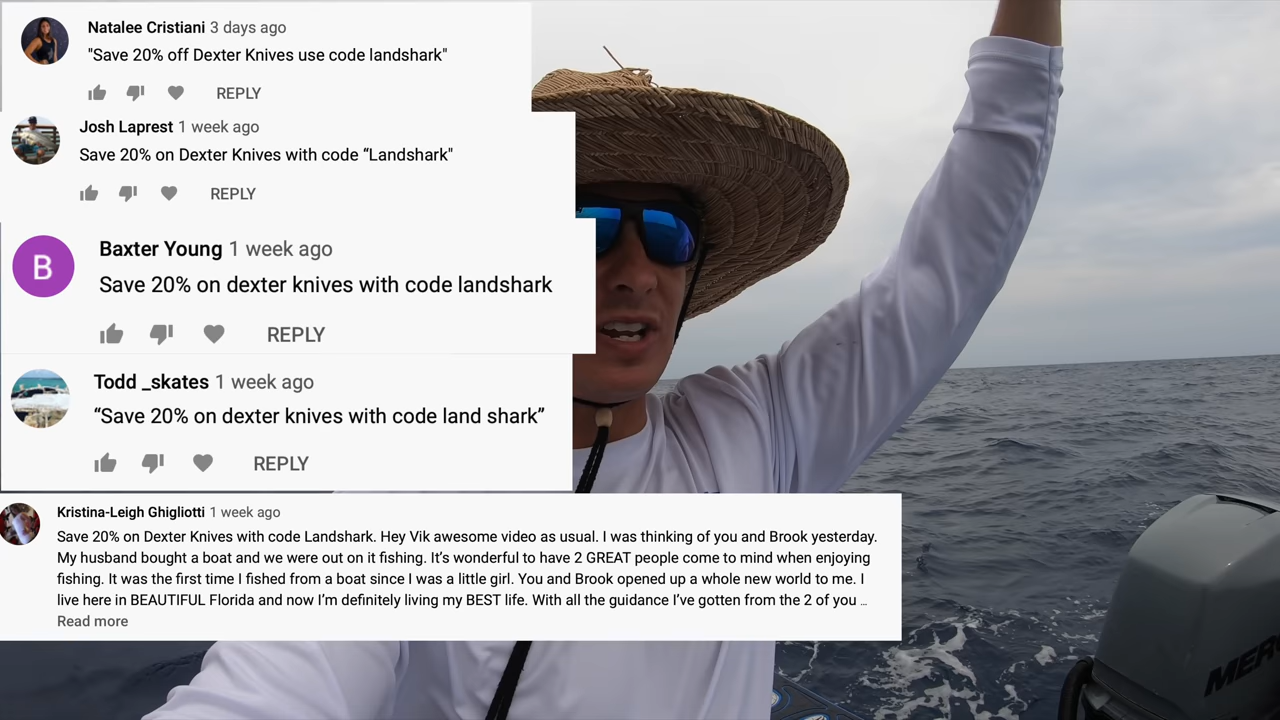 Natalee Cristiani 3 days ago
"Save 20% off Dexter Knives use code landshark"
REPLY
Josh Laprest 1 week ago
Save 20% on Dexter Knives with code “Landshark"
REPLY
B
Baxter Young 1 week ago
Save 20% on dexter knives with code landshark
REPLY
Todd _skates 1 week ago
“Save 20% on dexter knives with code land shark”
REPLY
Kristina-Leigh Ghigliotti 1 week ago
Save 20% on Dexter Knives with code Landshark. Hey Vik awesome video as usual. I was thinking of you and Brook yesterday.
My husband bought a boat and we were out on it fishing. It’s wonderful to have 2 GREAT people come to mind when enjoying
fishing. It was the first time I fished from a boat since I was a little girl. You and Brook opened up a whole new world to me. I
live here in BEAUTIFUL Florida and now I’m definitely living my BEST life. With all the guidance I’ve gotten from the 2 of you ...
Read more